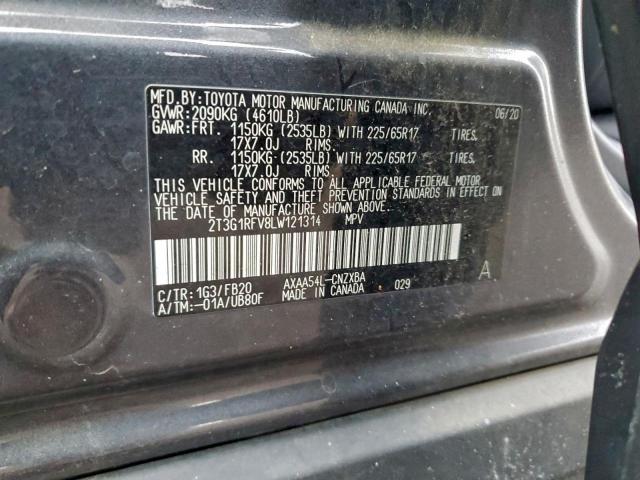 MFD.BY:TOYOTA MOTOR MANUFACTURING CANADA INC. 06/20
GVWR:2090KG (4610LB)
GAWR:FRT. 1150KG (2535LB) WITH 225/65R17 TIRES.
17X7.0J RIMS.
RR. 1150KG (2535LB) WITH 225/65R17 TIRES.
17X7.0J RIMS.
THIS VEHICLE CONFORMS TO ALL APPLICABLE FEDERAL MOTOR
VEHICLE SAFETY AND THEFT PREVENTION STANDARDS IN EFFECT ON
THE DATE OF MANUFACTURE SHOWN ABOVE.
2T3G1RFV8LW121314 MPV
C/TR:1G3/FB20 AXAA54L-CNZXBA A
A/TM:-01A/UB80F MADE IN CANADA 029